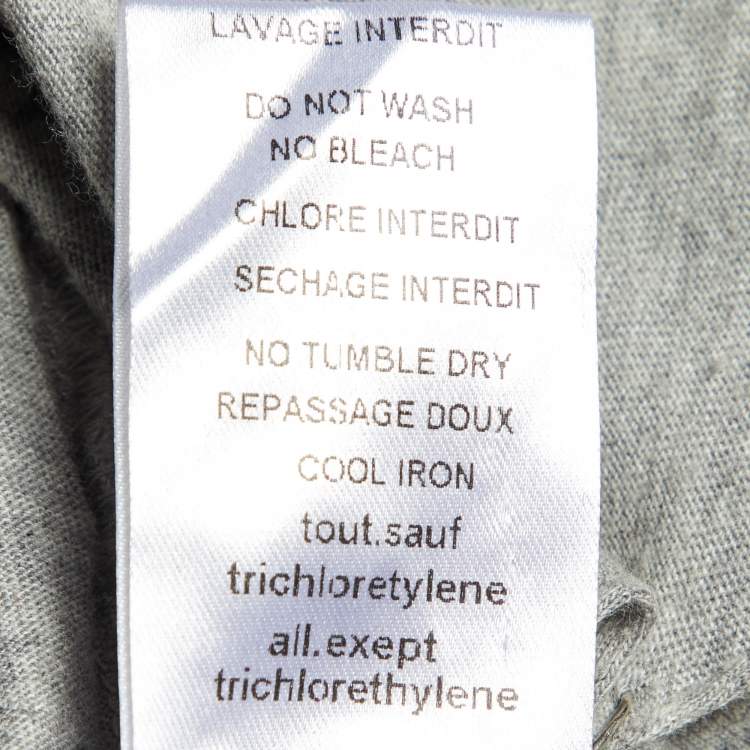 LAVAGE INTERDIT
DO NOT WASH
NO BLEACH
CHLORE INTERDIT
SECHAGE INTERDIT
NO TUMBLE DRY
REPASSAGE DOUX
COOL IRON
tout.sauf
trichloretylene
all.exept
trichlorethylene